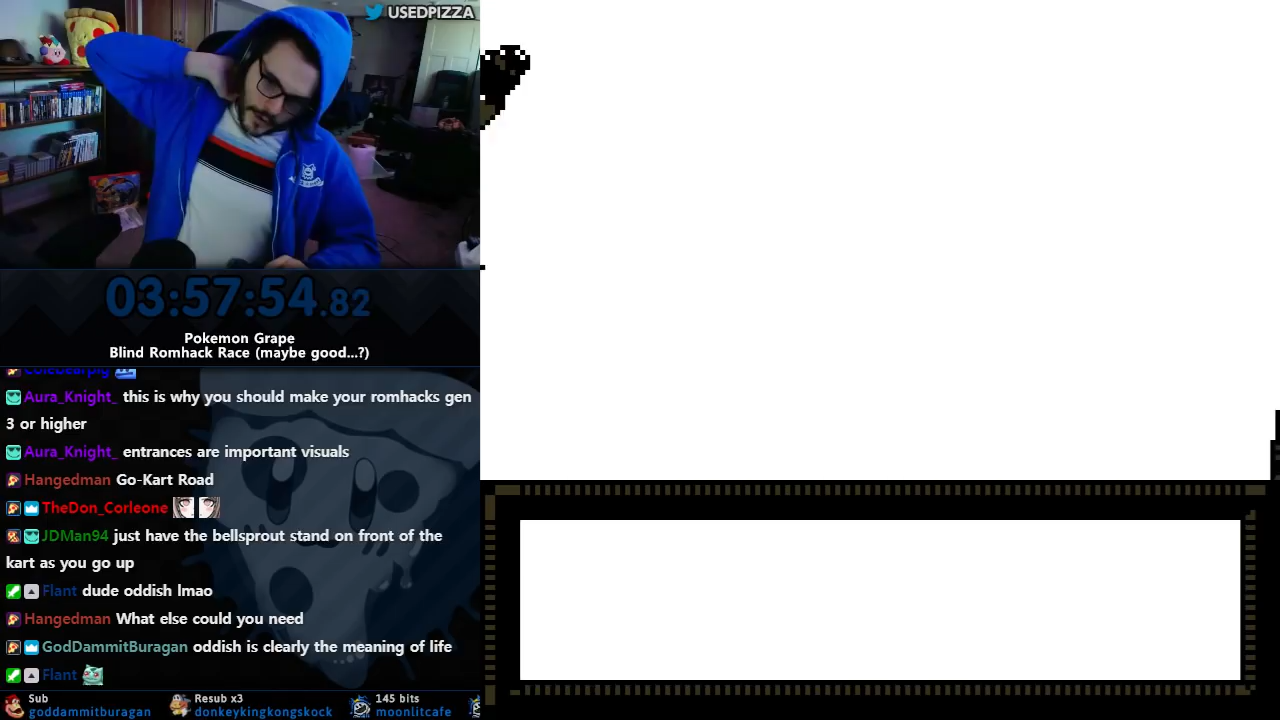 USEDPIZZA
03:57:54.82
Pokemon Grape
Blind Romhack Race (maybe good...?)
ColeBearpig
Aura_Knight_ this is why you should make your romhacks gen
3 or higher
Aura_Knight_ entrances are important visuals
Hangedman Go-Kart Road
TheDon_Corleone
JDMan94 just have the bellsprout stand on front of the
kart as you go up
Flant dude oddish lmao
Hangedman What else could you need
GodDammitBuragan oddish is clearly the meaning of life
Flant
Sub
goddammitburagan
Resub x3
donkeykingkongskock
145 bits
moonlitcafe